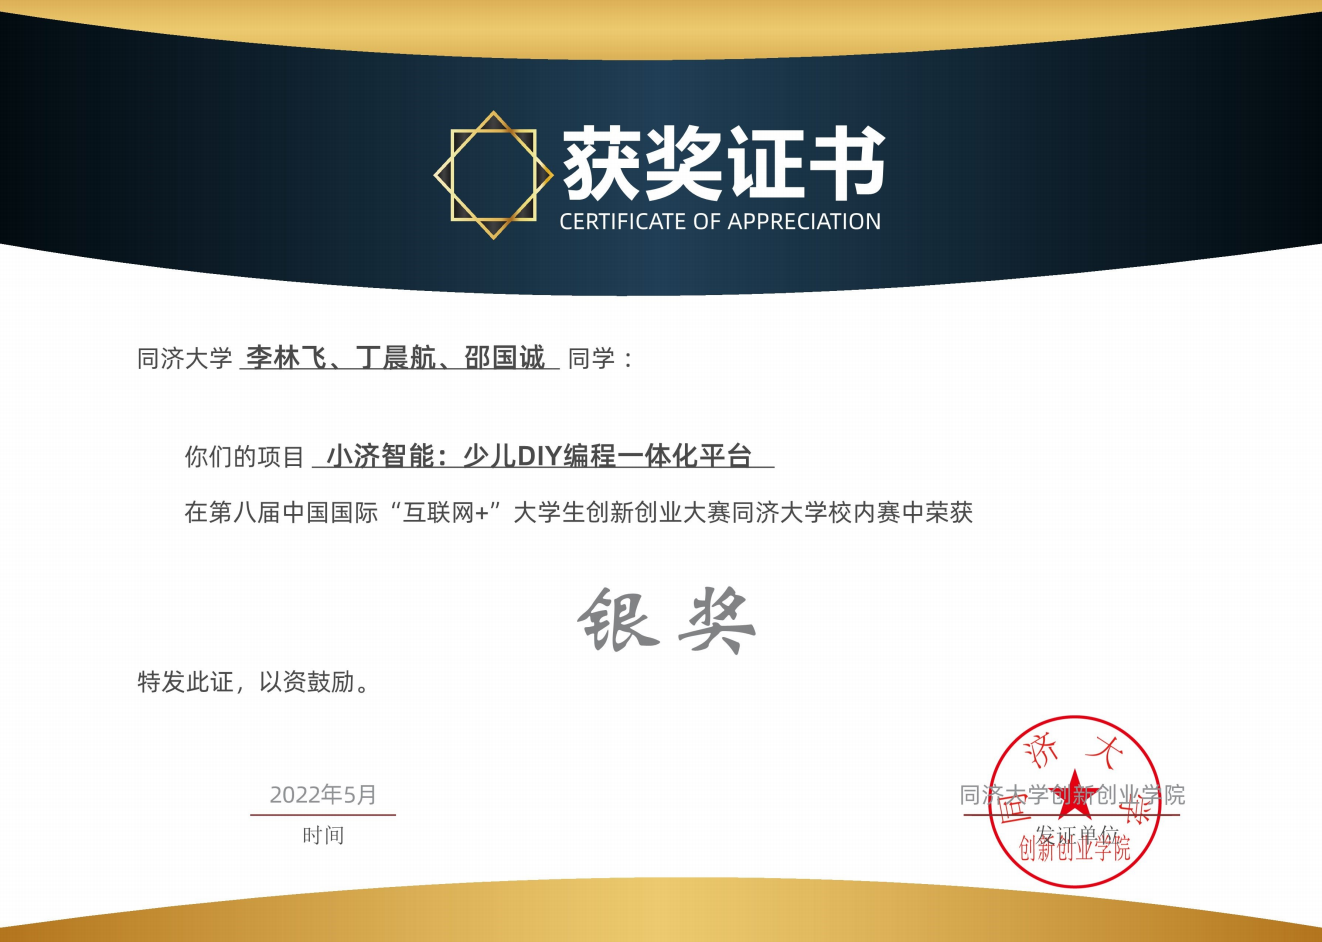 获奖证书
CERTIFICATE OF APPRECIATION
同济大学 李林飞、丁晨航、邵国诚 同学：
你们的项目 小济智能：少儿DIY编程一体化平台
在第八届中国国际“互联网+”大学生创新创业大赛同济大学校内赛中荣获
银奖
特发此证，以资鼓励。
2022年5月
时间
同济大学创新创业学院
发证单位
同济大学
创新创业学院